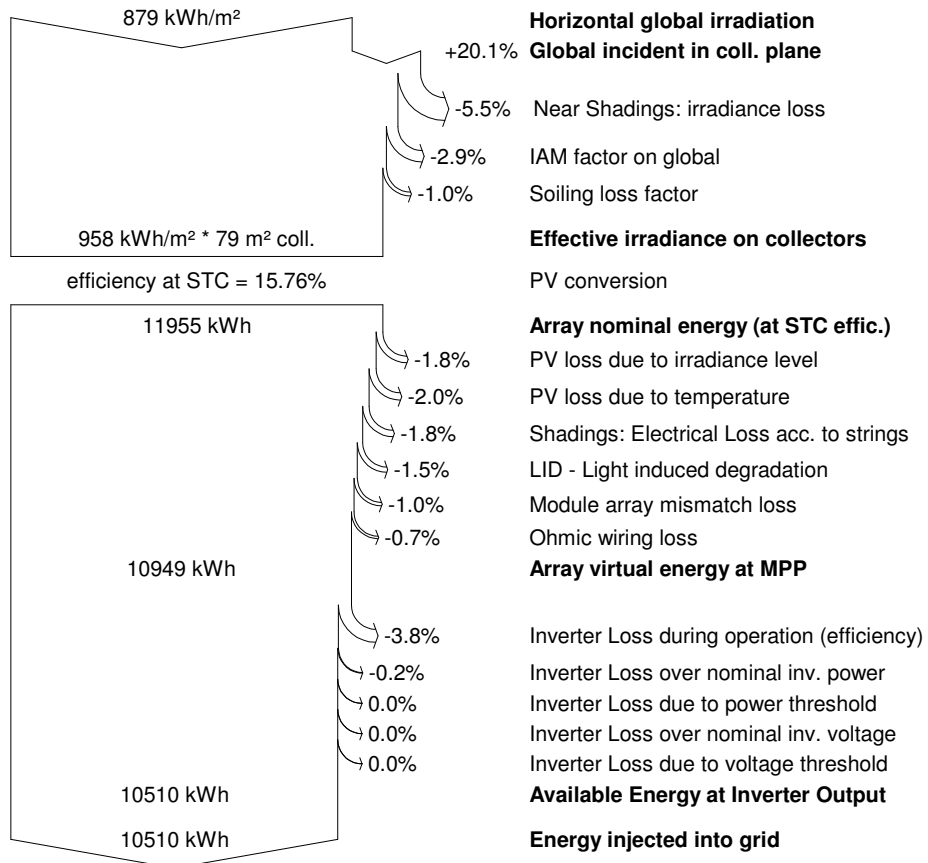 879 kWh/m² Horizontal global irradiation
+20.1% Global incident in coll. plane
-5.5% Near Shadings: irradiance loss
-2.9% IAM factor on global
-1.0% Soiling loss factor
958 kWh/m² * 79 m² coll. Effective irradiance on collectors
efficiency at STC = 15.76% PV conversion
11955 kWh Array nominal energy (at STC effic.)
-1.8% PV loss due to irradiance level
-2.0% PV loss due to temperature
-1.8% Shadings: Electrical Loss acc. to strings
-1.5% LID - Light induced degradation
-1.0% Module array mismatch loss
-0.7% Ohmic wiring loss
10949 kWh Array virtual energy at MPP
-3.8% Inverter Loss during operation (efficiency)
-0.2% Inverter Loss over nominal inv. power
0.0% Inverter Loss due to power threshold
0.0% Inverter Loss over nominal inv. voltage
0.0% Inverter Loss due to voltage threshold
10510 kWh Available Energy at Inverter Output
10510 kWh Energy injected into grid